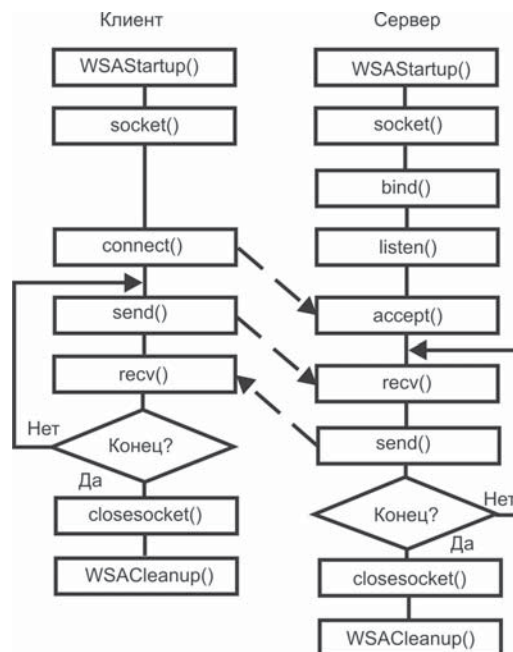 Клиент
WSAStartup()
socket()
connect()
send()
recv()
Нет
Конец?
Да
closesocket()
WSACleanup()
Сервер
WSAStartup()
socket()
bind()
listen()
accept()
recv()
send()
Нет
Конец?
Да
closesocket()
WSACleanup()